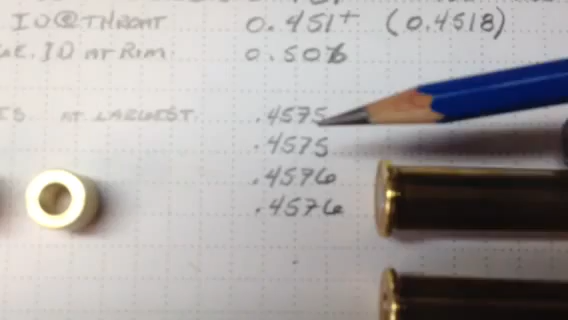 ID @ THROAT 0.451+ (0.4518)
ID AT RIM 0.506
AT LARGEST .4575
.4575
.4576
.4576